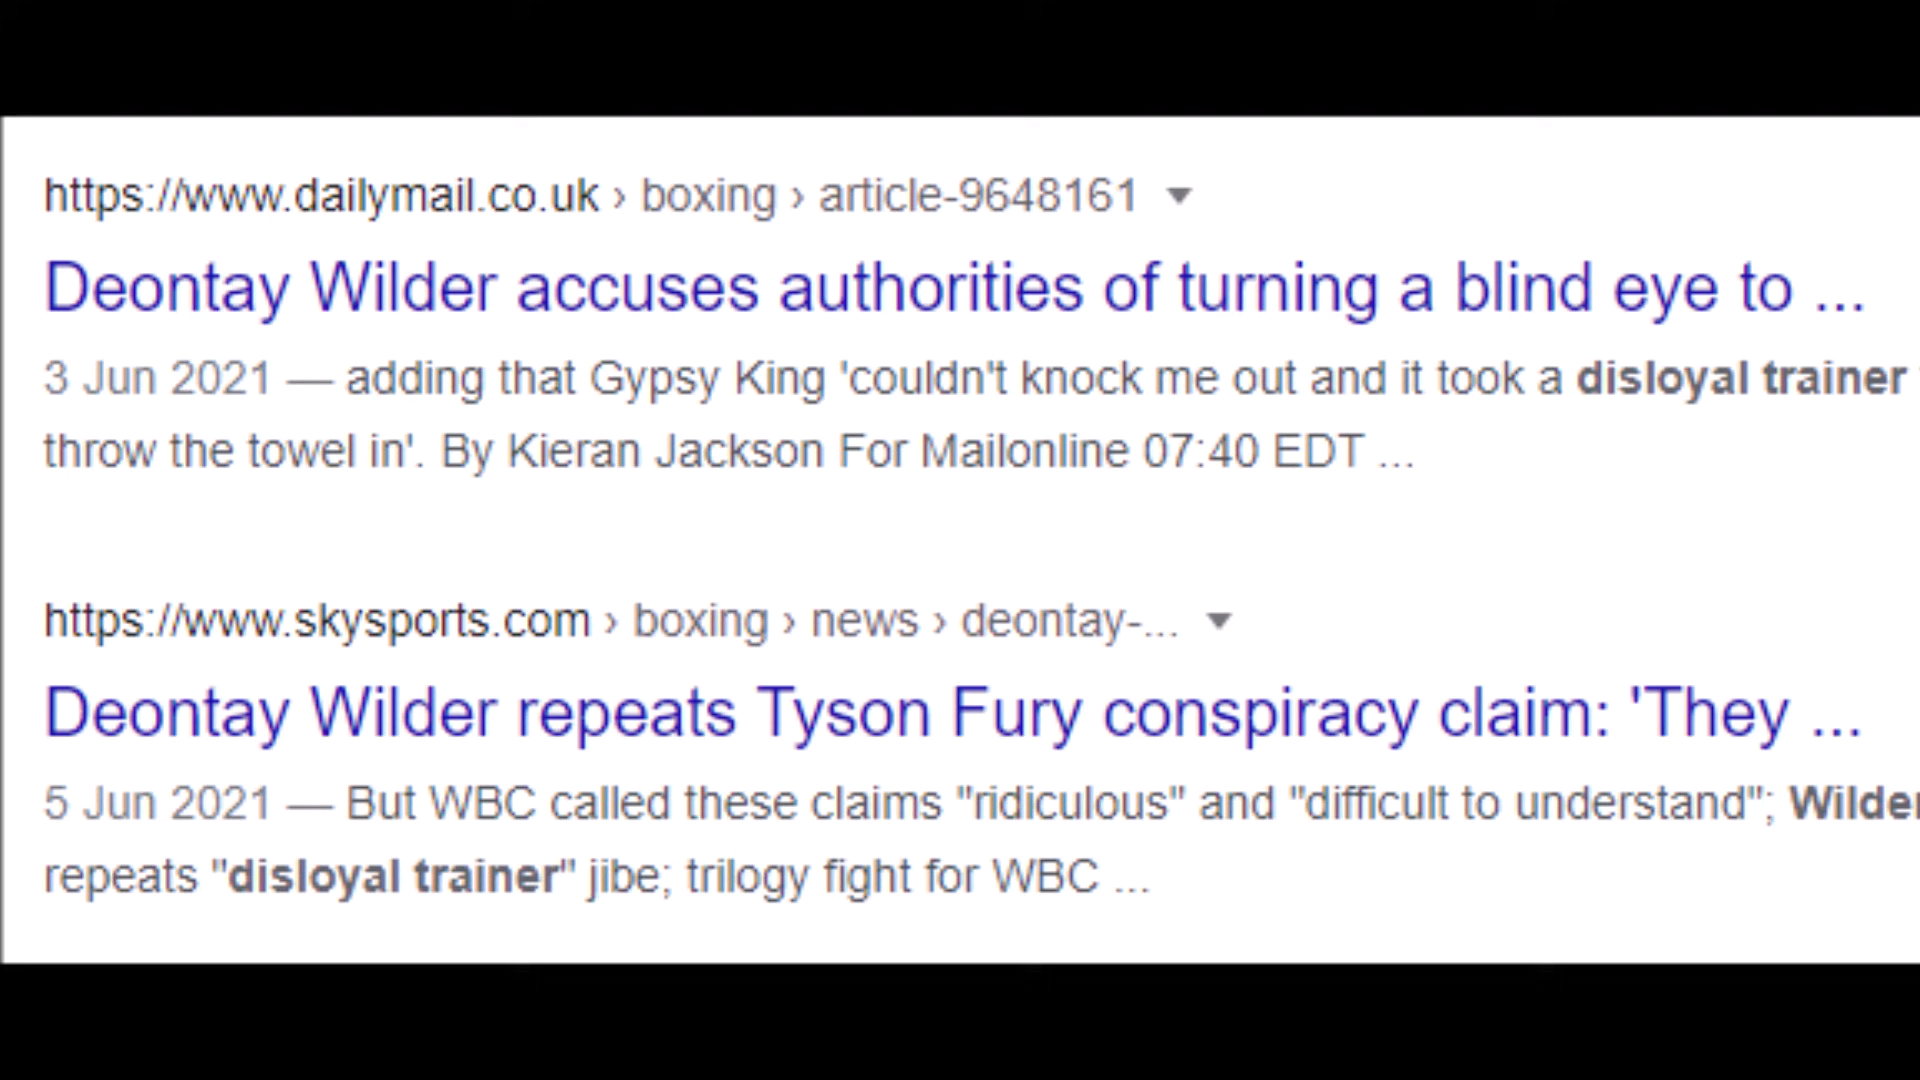 https://www.dailymail.co.uk › boxing › article-9648161
Deontay Wilder accuses authorities of turning a blind eye to ...
3 Jun 2021 — adding that Gypsy King 'couldn't knock me out and it took a disloyal trainer
throw the towel in'. By Kieran Jackson For Mailonline 07:40 EDT ...
https://www.skysports.com › boxing › news › deontay-...
Deontay Wilder repeats Tyson Fury conspiracy claim: 'They ...
5 Jun 2021 — But WBC called these claims "ridiculous" and "difficult to understand"; Wilder
repeats "disloyal trainer" jibe; trilogy fight for WBC ...